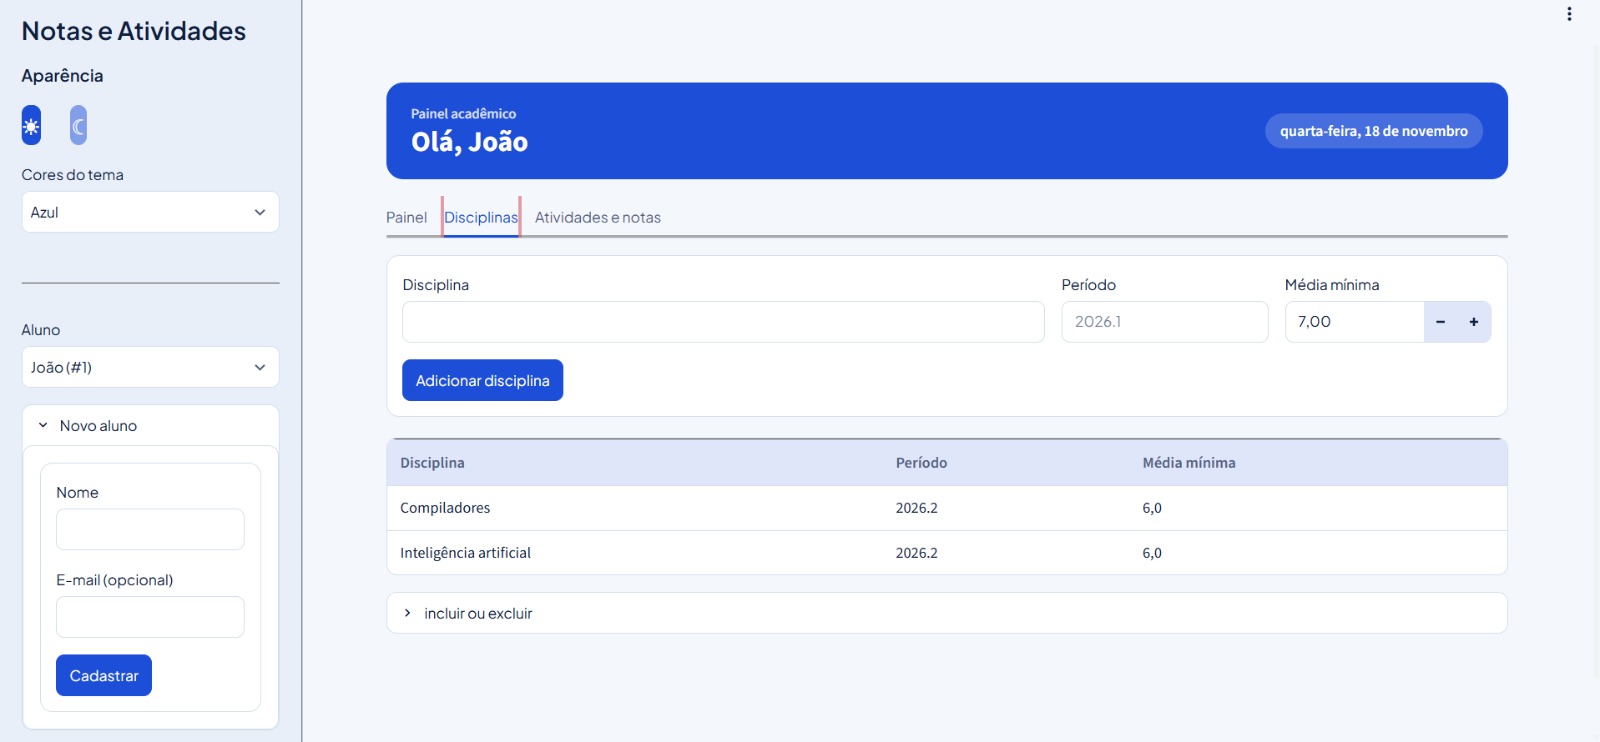 Notas e Atividades
Aparência
Cores do tema
Azul
Aluno
João (#1)
Novo aluno
Nome
E-mail (opcional)
Cadastrar
Painel acadêmico
Olá, João
quarta-feira, 18 de novembro
Painel Disciplinas Atividades e notas
Disciplina Período Média mínima
2026.1 7,00 − +
Adicionar disciplina
Disciplina Período Média mínima
Compiladores 2026.2 6,0
Inteligência artificial 2026.2 6,0
incluir ou excluir